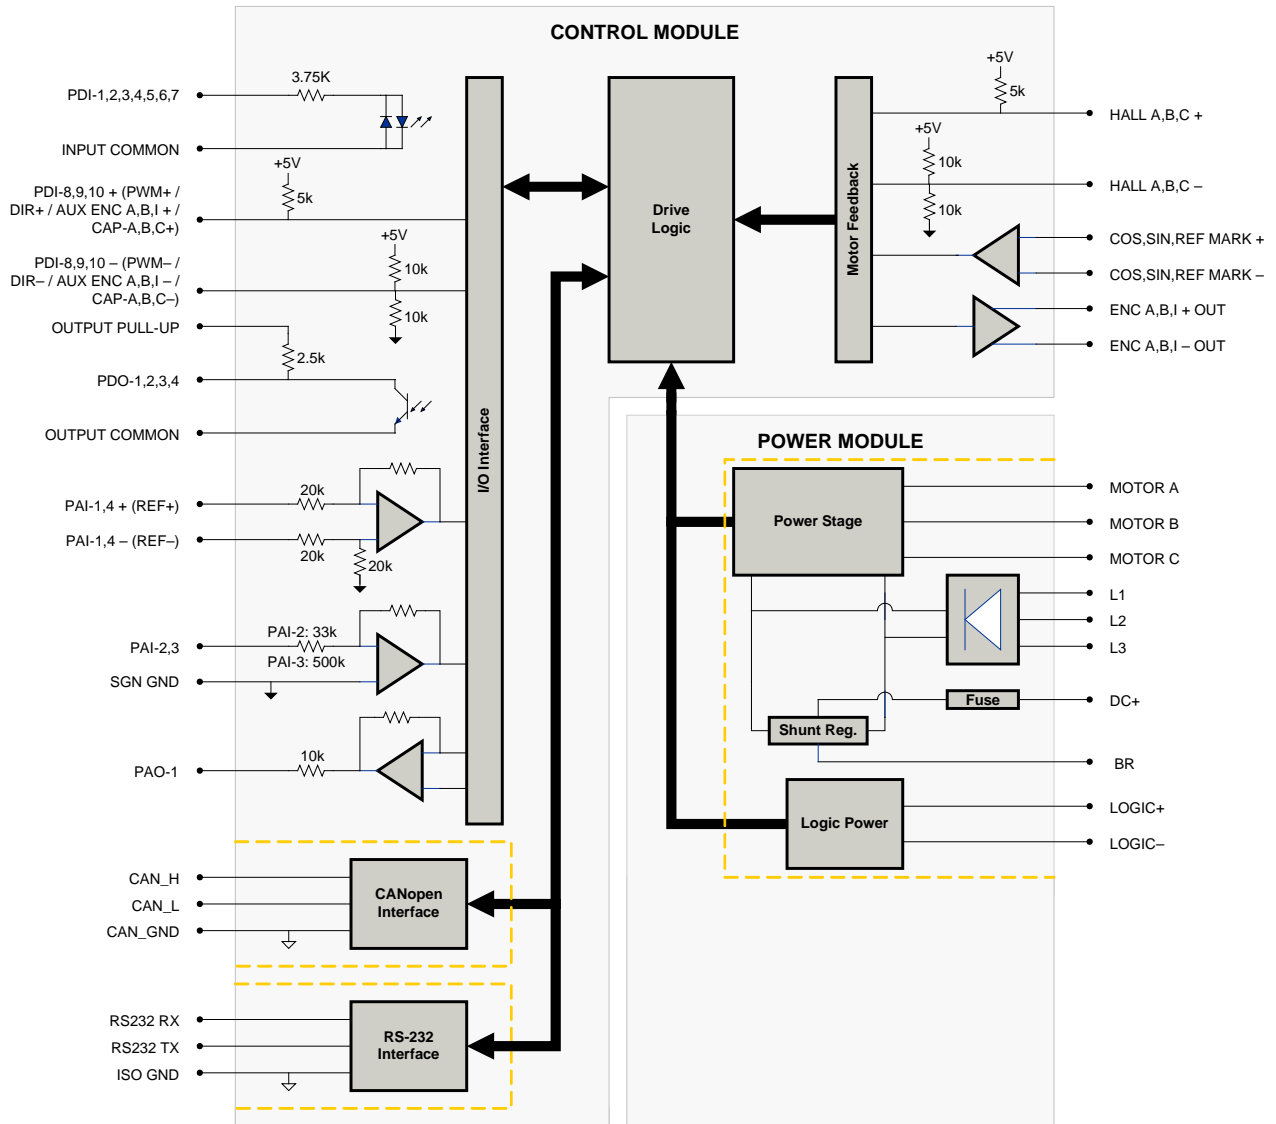 CONTROL MODULE
3.75K
PDI-1,2,3,4,5,6,7
INPUT COMMON
+5V
5k
PDI-8,9,10 + (PWM+ /
DIR+ / AUX ENC A,B,I + /
CAP-A,B,C+)
+5V
10k
PDI-8,9,10 – (PWM– /
DIR– / AUX ENC A,B,I – /
CAP-A,B,C–)
10k
OUTPUT PULL-UP
2.5k
PDO-1,2,3,4
OUTPUT COMMON
20k
PAI-1,4 + (REF+)
PAI-1,4 – (REF–)
20k
20k
PAI-2: 33k
PAI-2,3
PAI-3: 500k
SGN GND
10k
PAO-1
I/O Interface
CAN_H
CAN_L
CAN_GND
CANopen
Interface
RS232 RX
RS232 TX
ISO GND
RS-232
Interface
Drive
Logic
Motor Feedback
+5V
5k
HALL A,B,C +
+5V
10k
HALL A,B,C –
10k
COS,SIN,REF MARK +
COS,SIN,REF MARK –
ENC A,B,I + OUT
ENC A,B,I – OUT
POWER MODULE
Power Stage
MOTOR A
MOTOR B
MOTOR C
L1
L2
L3
Fuse
DC+
Shunt Reg.
BR
Logic Power
LOGIC+
LOGIC–